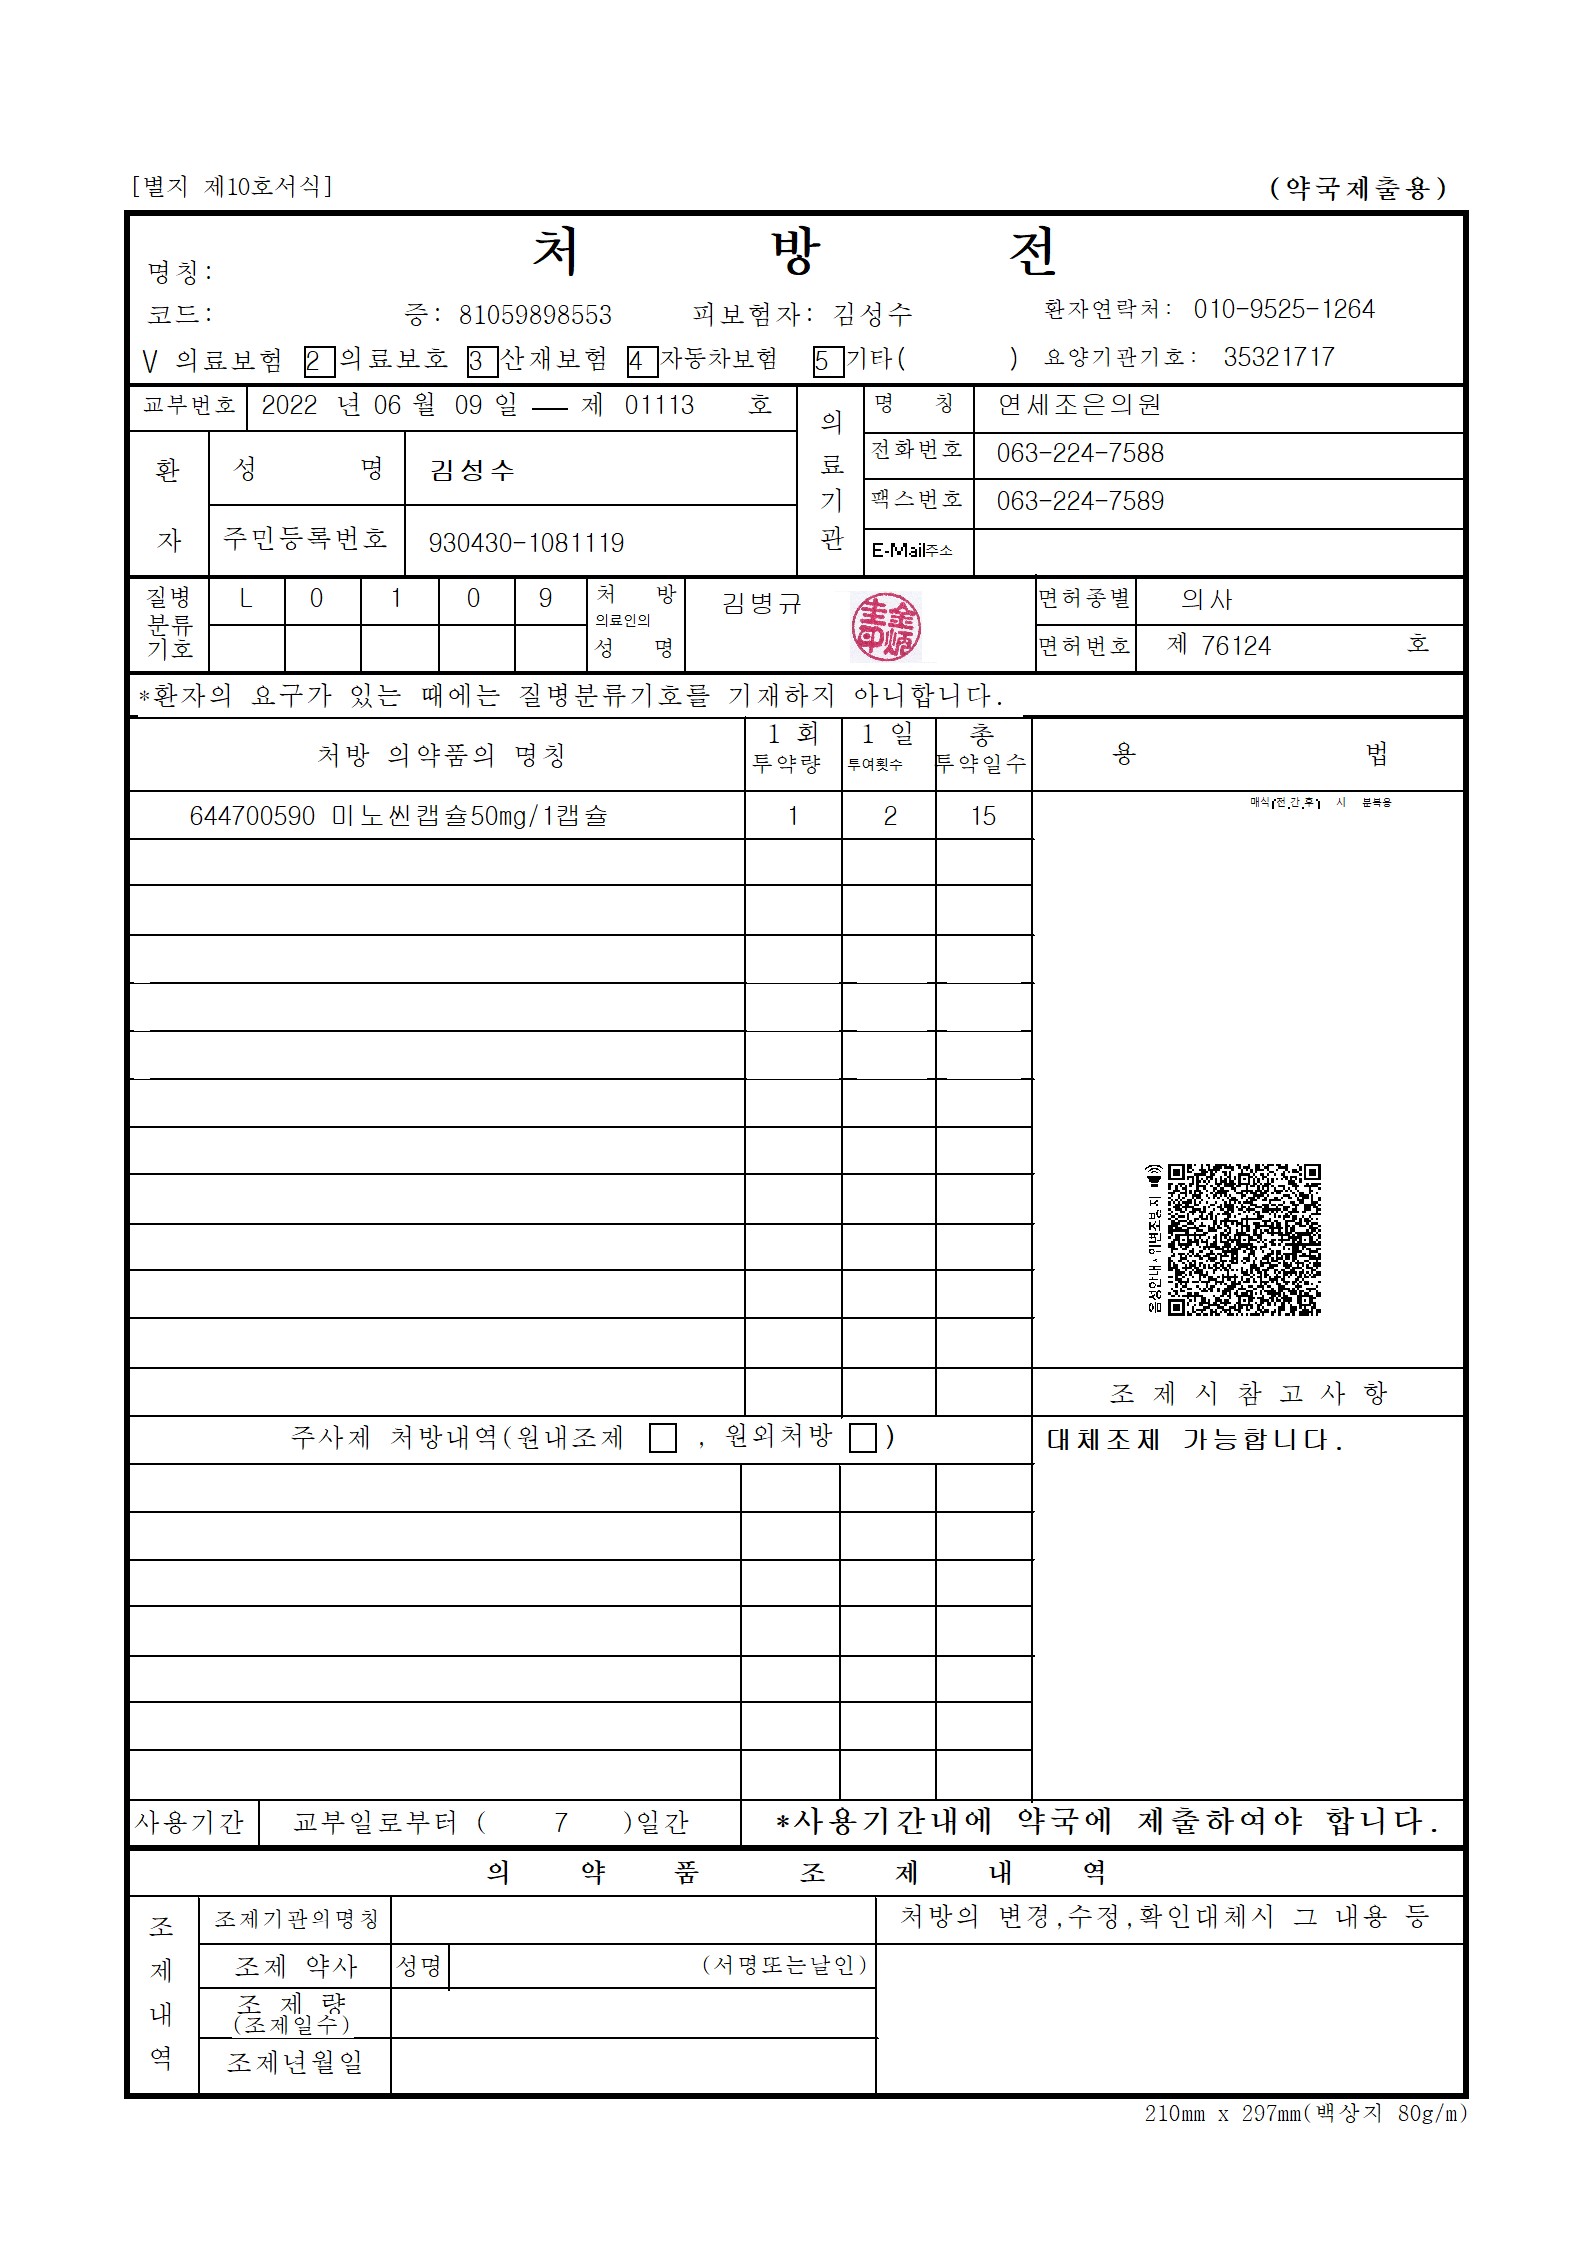 [별지 제10호서식] (약국제출용)
처 방 전
명칭:
코드: 증: 81059898553 피보험자: 김성수 환자연락처: 010-9525-1264
V 의료보험 2 의료보호 3 산재보험 4 자동차보험 5 기타( ) 요양기관기호: 35321717
교부번호 2022 년 06 월 09 일 — 제 01113 호
환자 성 명 김성수
주민등록번호 930430-1081119
의료기관 명 칭 연세조은의원
전화번호 063-224-7588
팩스번호 063-224-7589
E-Mail주소
질병분류기호 L 0 1 0 9
처 방 의료인의 성 명 김병규
면허종별 의사
면허번호 제 76124 호
*환자의 요구가 있는 때에는 질병분류기호를 기재하지 아니합니다.
처방 의약품의 명칭 1 회 투약량 1 일 투여횟수 총 투약일수 용 법
644700590 미노씬캡슐50mg/1캡슐 1 2 15
매식(전,간,후) 시 분복용
음성안내·위변조방지
조 제 시 참 고 사 항
주사제 처방내역(원내조제 , 원외처방 )
대체조제 가능합니다.
사용기간 교부일로부터 ( 7 )일간 *사용기간내에 약국에 제출하여야 합니다.
의 약 품 조 제 내 역
조제내역 조제기관의명칭 처방의 변경,수정,확인대체시 그 내용 등
조제 약사 성명 (서명또는날인)
조 제 량
(조제일수)
조제년월일
210mm x 297mm(백상지 80g/m)